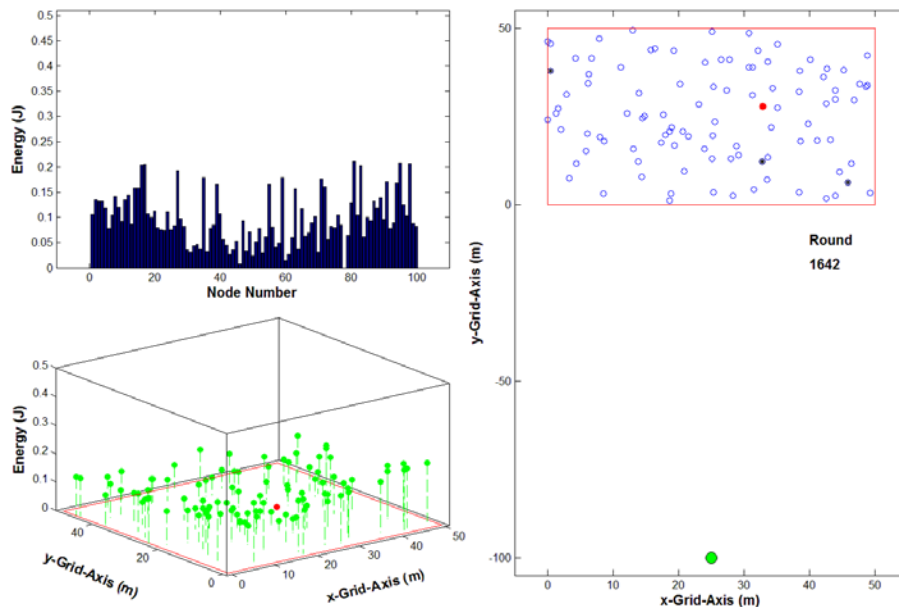 0.5
0.45
0.4
0.35
0.3
0.25
0.2
0.15
0.1
0.05
0
Energy (J)
0 20 40 60 80 100
Node Number
0.5
0.4
0.3
0.2
0.1
0
Energy (J)
40
20
0
y-Grid-Axis (m)
0 10 20 30 40 50
x-Grid-Axis (m)
50
0
-50
-100
y-Grid-Axis (m)
Round
1642
0 10 20 30 40 50
x-Grid-Axis (m)